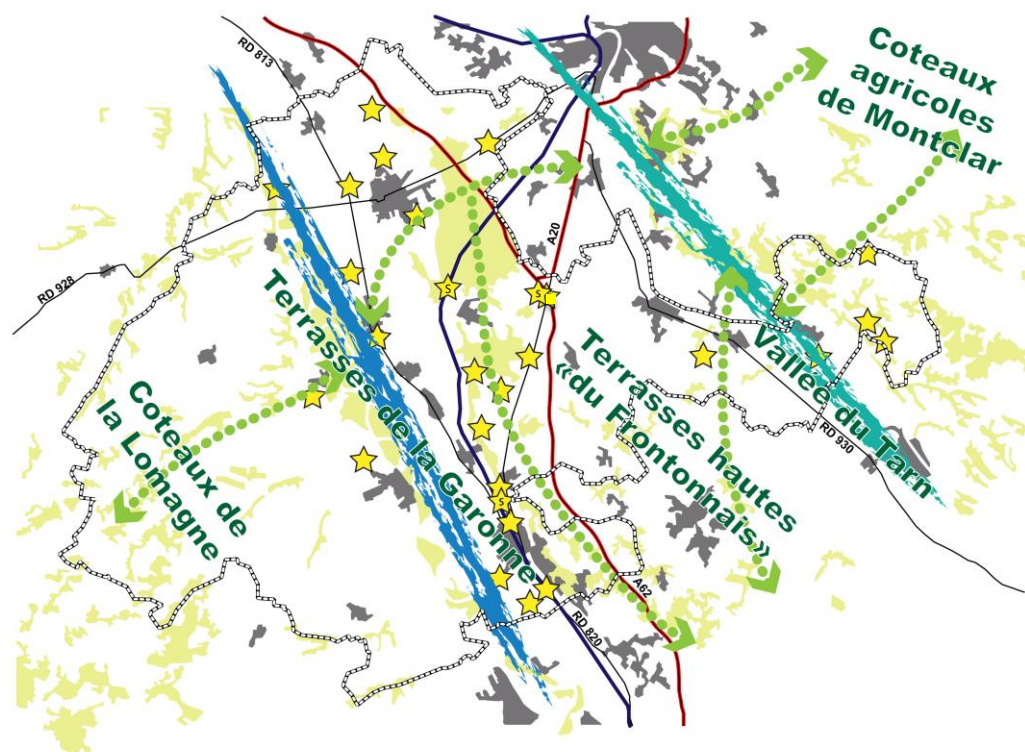 RD 813
Coteaux
agricoles
de Montclar
A20
RD 928
S
S
Terrasses de la Garonne
Terrasses hautes
«du Frontonnais»
Vallée du Tarn
Coteaux de
la Lomagne
RD 930
S
A62
RD 820